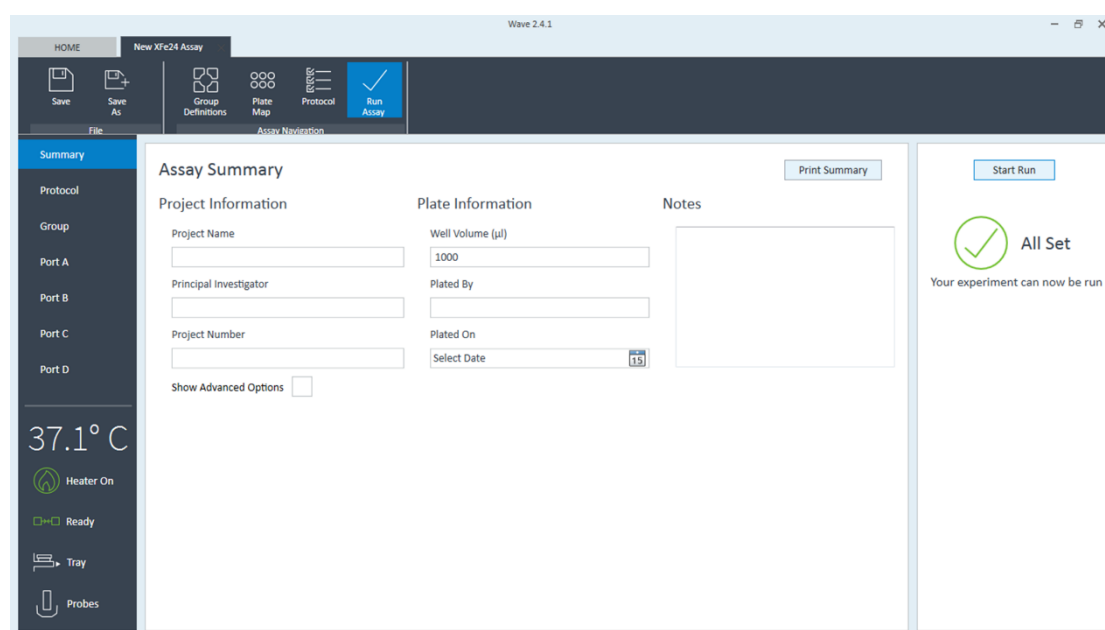 Wave 2.4.1
HOME
New XFe24 Assay
Save
Save As
Group Definitions
Plate Map
Protocol
Run Assay
File
Assay Navigation
Summary
Protocol
Group
Port A
Port B
Port C
Port D
37.1° C
Heater On
Ready
Tray
Probes
Assay Summary
Print Summary
Project Information
Project Name
Principal Investigator
Project Number
Show Advanced Options
Plate Information
Well Volume (µl)
1000
Plated By
Plated On
Select Date
15
Notes
Start Run
All Set
Your experiment can now be run